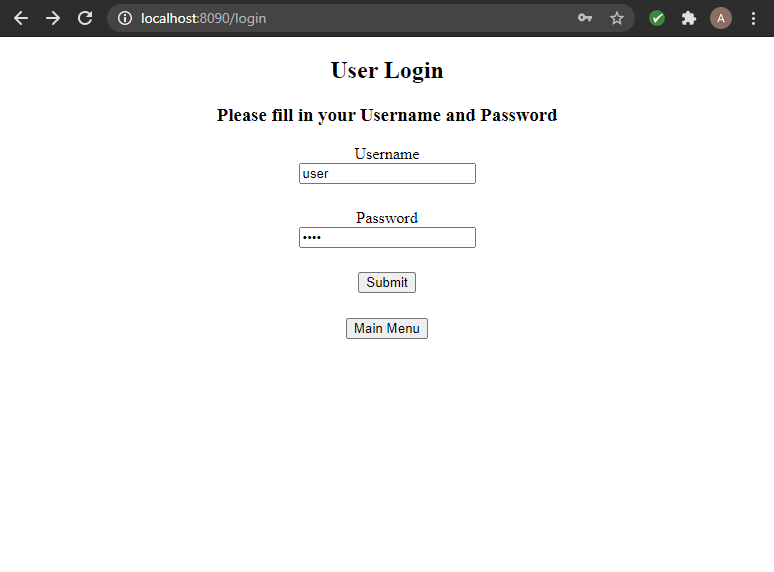 localhost:8090/login
A
User Login
Please fill in your Username and Password
Username
user
Password
••••
Submit
Main Menu